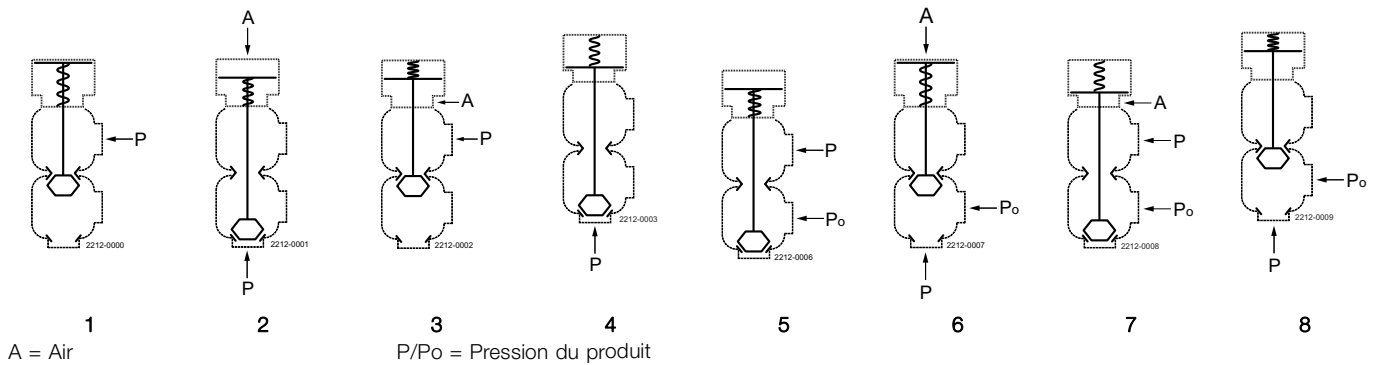 A A
A
A P P A P
P Po Po Po
2212-0000 2212-0001 2212-0002 2212-0003 2212-0006 2212-0007 2212-0008 2212-0009
P P P P
1 2 3 4 5 6 7 8
A = Air P/Po = Pression du produit